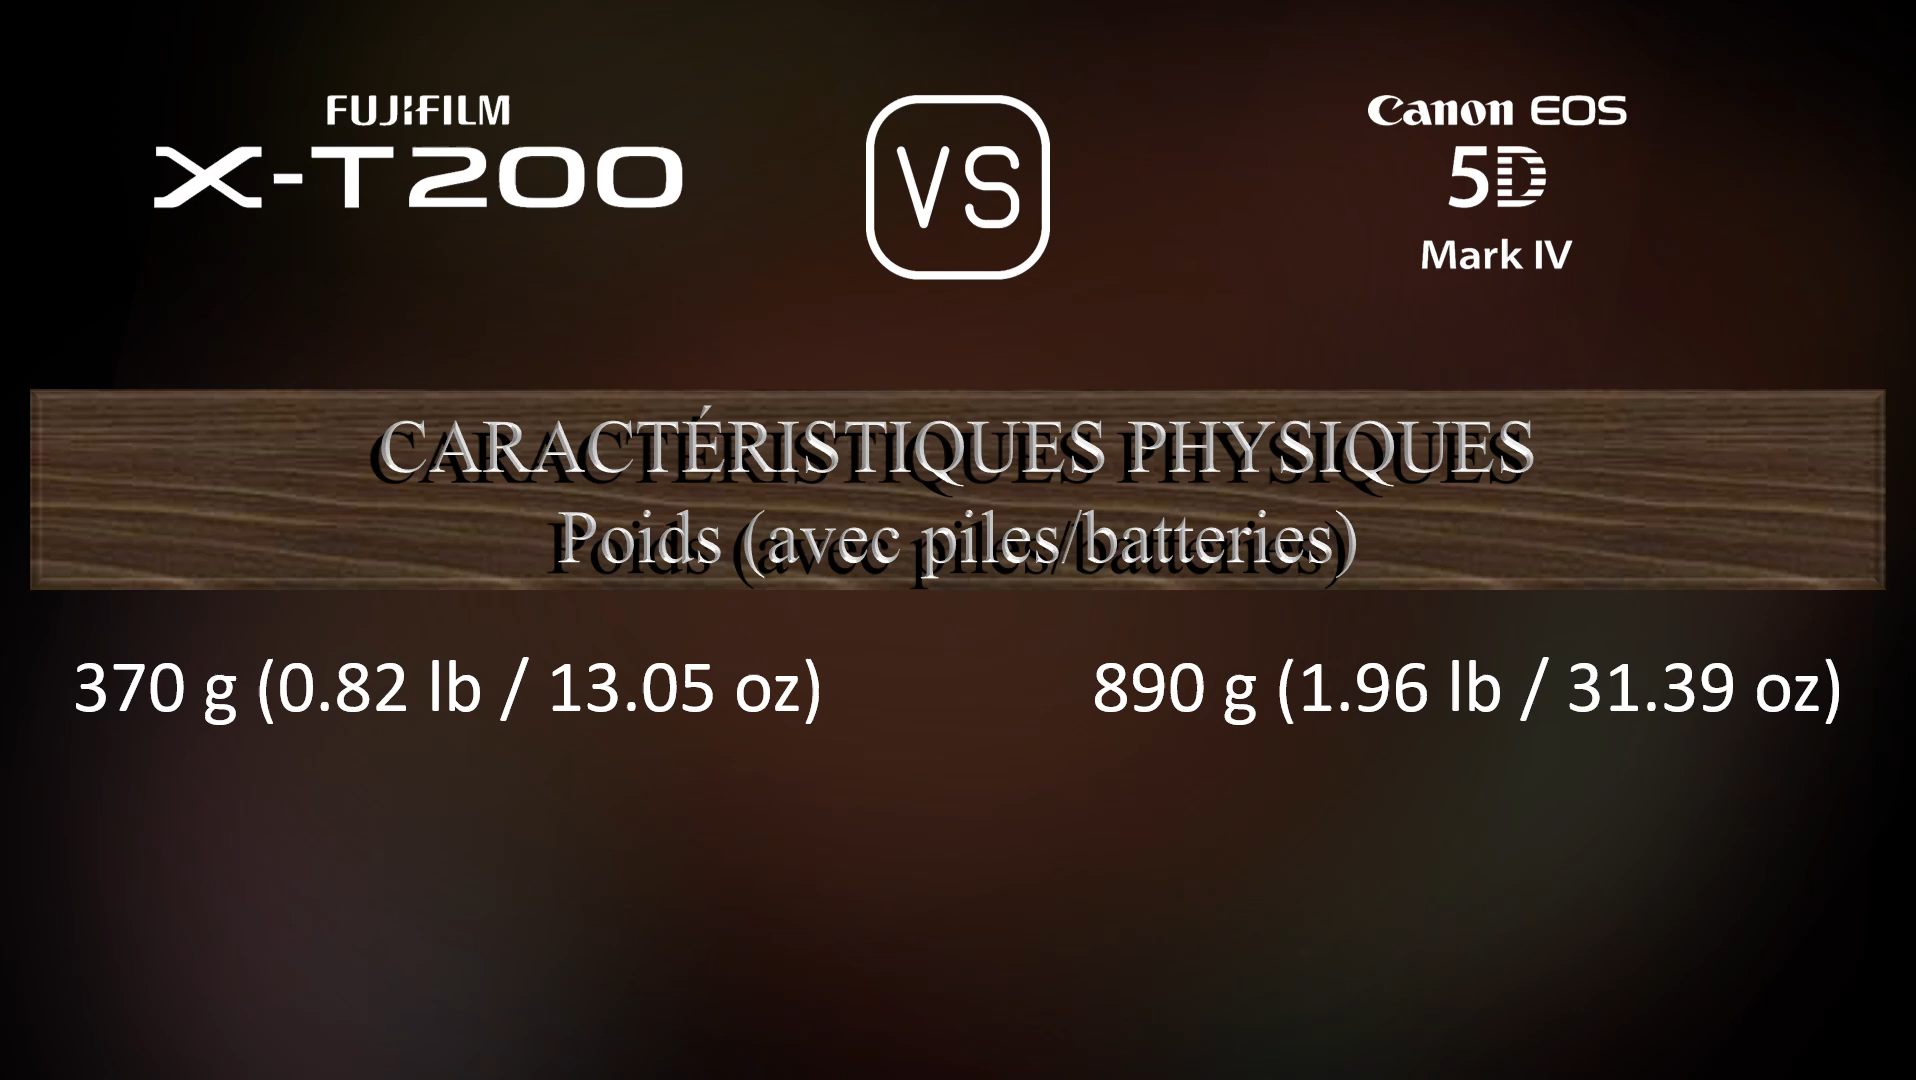 FUJIFILM
X-T200
VS
Canon EOS
5D
Mark IV
CARACTÉRISTIQUES PHYSIQUES
Poids (avec piles/batteries)
370 g (0.82 lb / 13.05 oz)
890 g (1.96 lb / 31.39 oz)